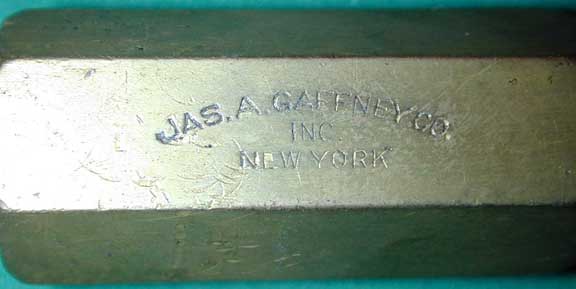 JAS. A. GAFFNEY CO.
INC
NEW YORK